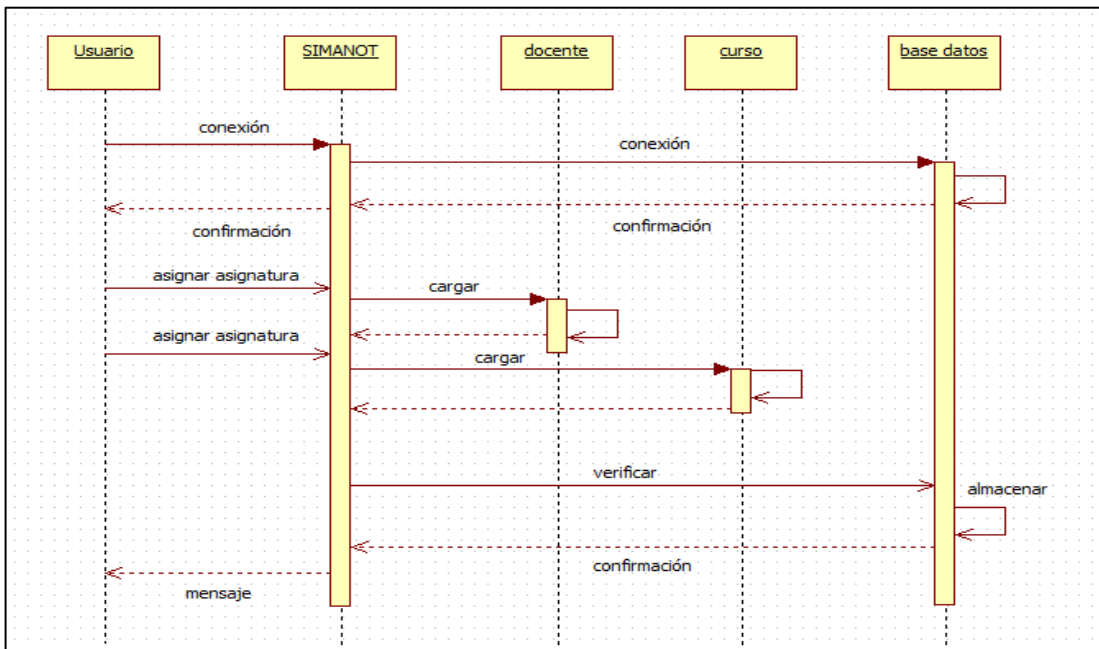 Usuario
SIMANOT
docente
curso
base datos
conexión
conexión
confirmación
confirmación
asignar asignatura
cargar
asignar asignatura
cargar
verificar
almacenar
confirmación
mensaje